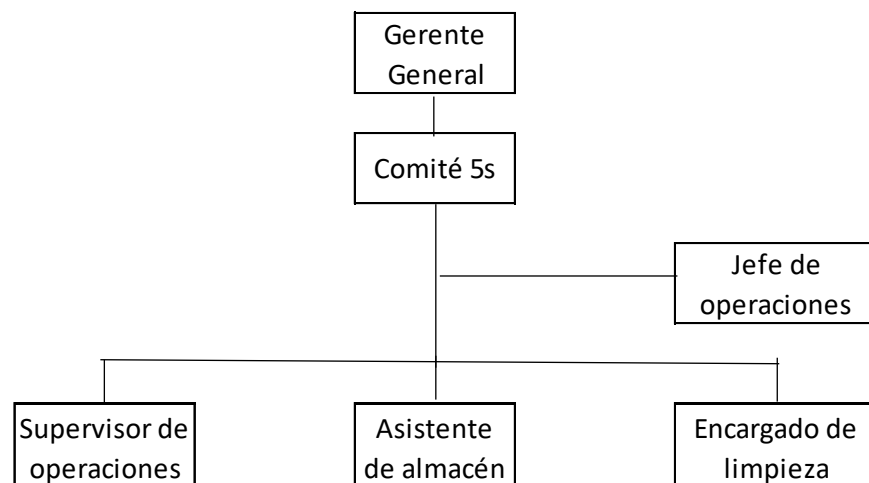 Gerente
General
Comité 5s
Jefe de
operaciones
Supervisor de
operaciones
Asistente
de almacén
Encargado de
limpieza